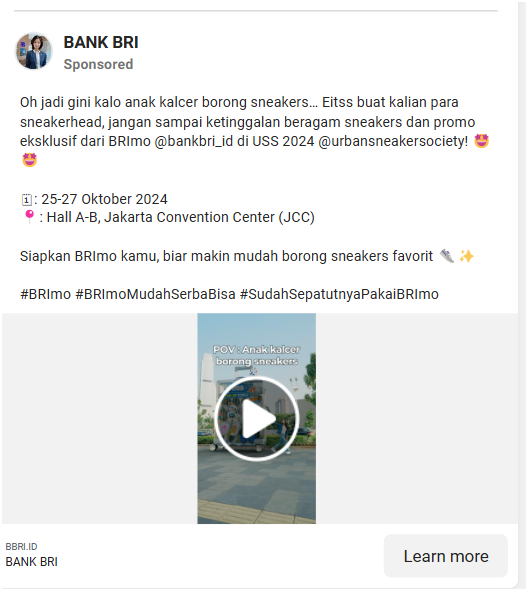 BANK BRI
Sponsored
Oh jadi gini kalo anak kalcer borong sneakers... Eitss buat kalian para
sneakerhead, jangan sampai ketinggalan beragam sneakers dan promo
eksklusif dari BRImo @bankbri_id di USS 2024 @urbansneakersociety! 🤩
🤩
🗓: 25-27 Oktober 2024
📍: Hall A-B, Jakarta Convention Center (JCC)
Siapkan BRImo kamu, biar makin mudah borong sneakers favorit 👟 ✨
#BRImo #BRImoMudahSerbaBisa #SudahSepatutnyaPakaiBRImo
POV : Anak kalcer
borong sneakers
BBRI.ID
BANK BRI
Learn more